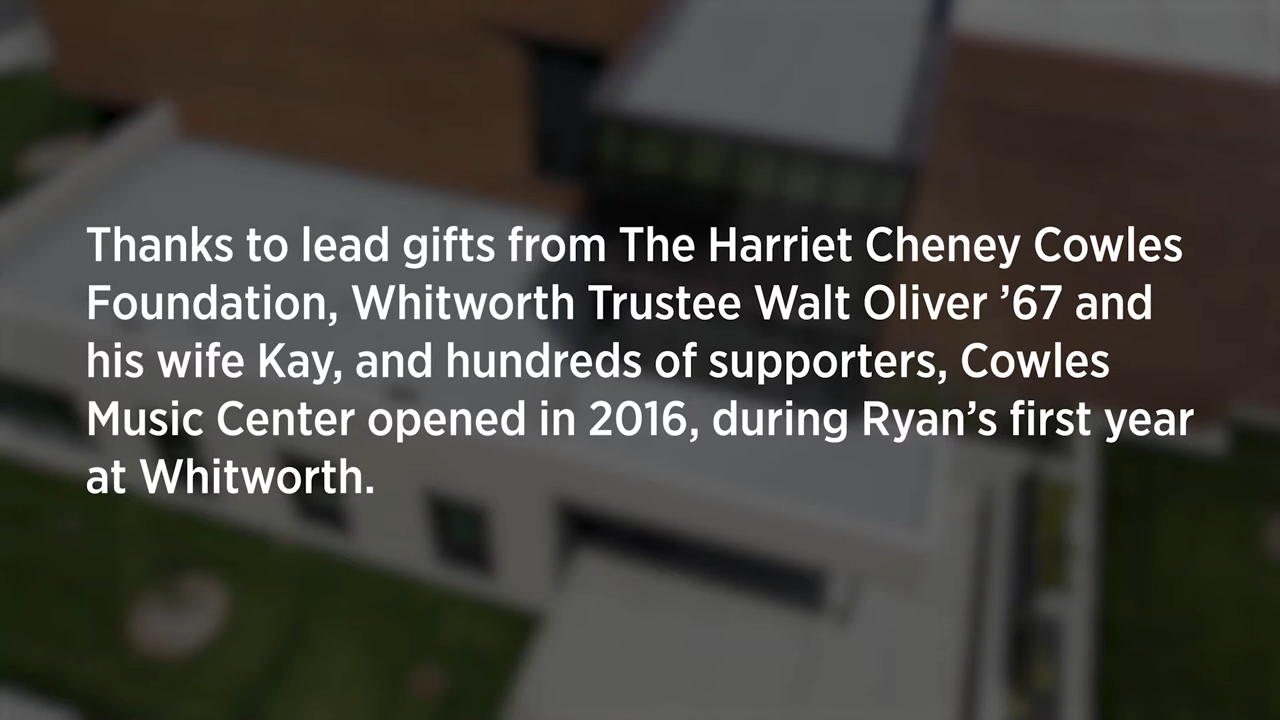 Thanks to lead gifts from The Harriet Cheney Cowles
Foundation, Whitworth Trustee Walt Oliver ’67 and
his wife Kay, and hundreds of supporters, Cowles
Music Center opened in 2016, during Ryan’s first year
at Whitworth.